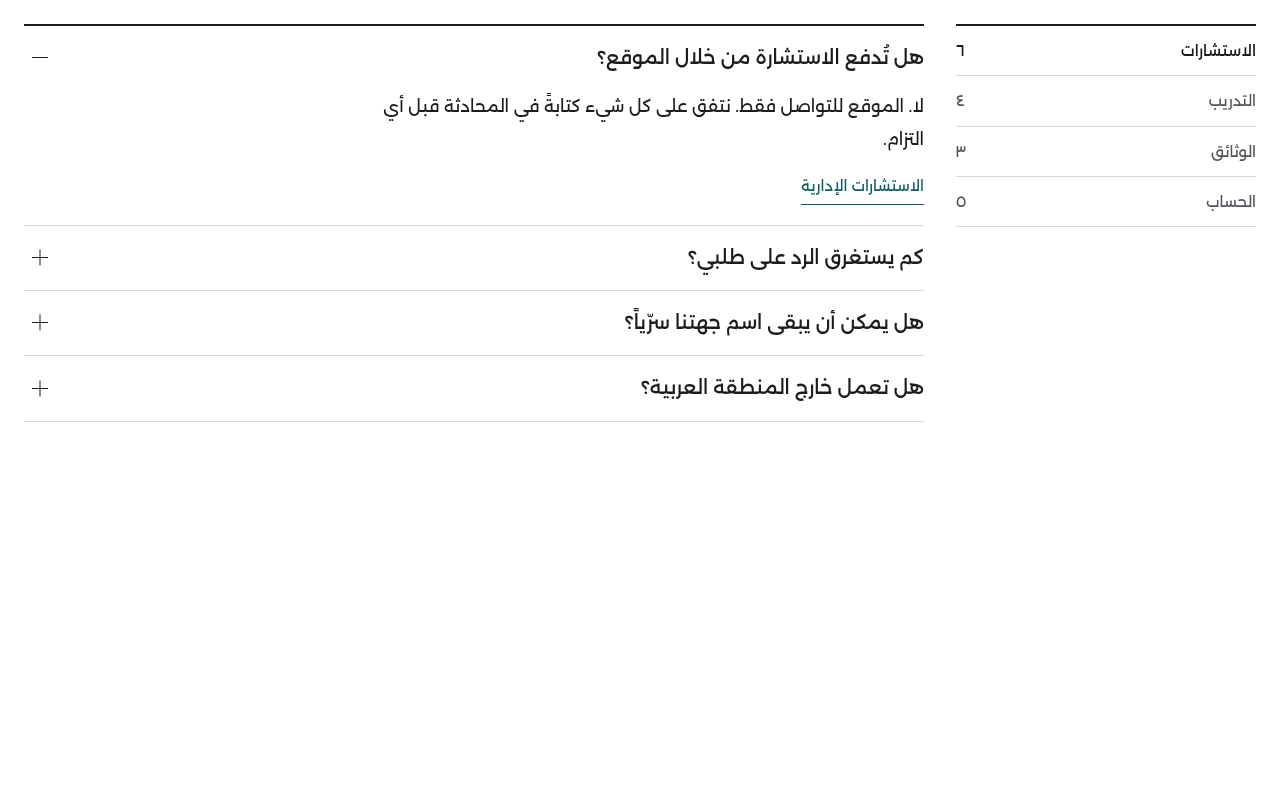 الاستشارات ٦
التدريب ٤
الوثائق ٣
الحساب ٥
هل تُدفع الاستشارة من خلال الموقع؟
لا. الموقع للتواصل فقط. نتفق على كل شيء كتابةً في المحادثة قبل أي
التزام.
الاستشارات الإدارية
كم يستغرق الرد على طلبي؟
هل يمكن أن يبقى اسم جهتنا سرّياً؟
هل تعمل خارج المنطقة العربية؟